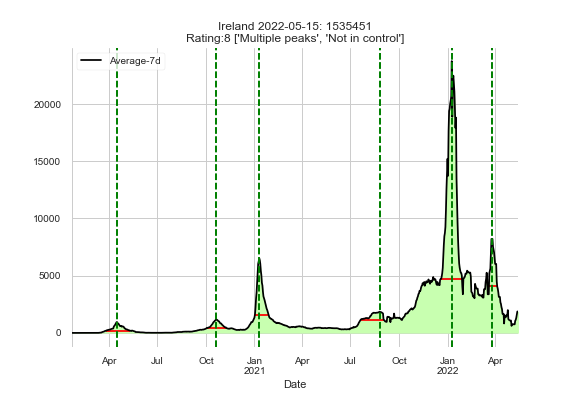 Ireland 2022-05-15: 1535451
Rating:8 ['Multiple peaks', 'Not in control']
Average-7d
20000
15000
10000
5000
0
Apr Jul Oct Jan Apr Jul Oct Jan Apr
2021 2022
Date